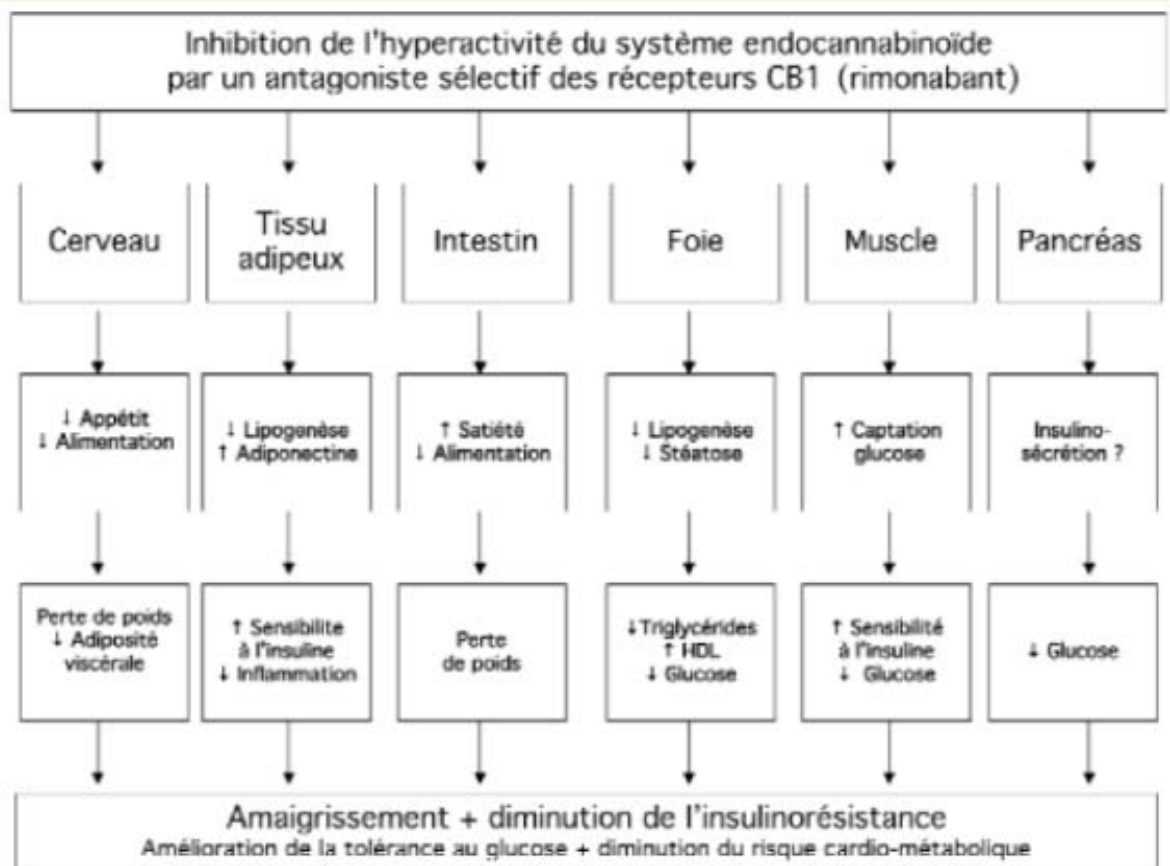 Inhibition de l'hyperactivité du système endocannabinoïde
par un antagoniste sélectif des récepteurs CB1 (rimonabant)
Cerveau
Tissu
adipeux
Intestin
Foie
Muscle
Pancréas
↓ Appétit
↓ Alimentation
↓ Lipogenèse
↑ Adiponectine
↑ Satiété
↓ Alimentation
↓ Lipogenèse
↓ Stéatose
↑ Captation
glucose
Insulino-
sécrétion ?
Perte de poids
↓ Adiposité
viscérale
↑ Sensibilite
à l'insuline
↓ Inflammation
Perte
de poids
↓Triglycérides
↑ HDL
↓ Glucose
↑ Sensibilité
à l'insuline
↓ Glucose
↓ Glucose
Amaigrissement + diminution de l'insulinorésistance
Amélioration de la tolérance au glucose + diminution du risque cardio-métabolique